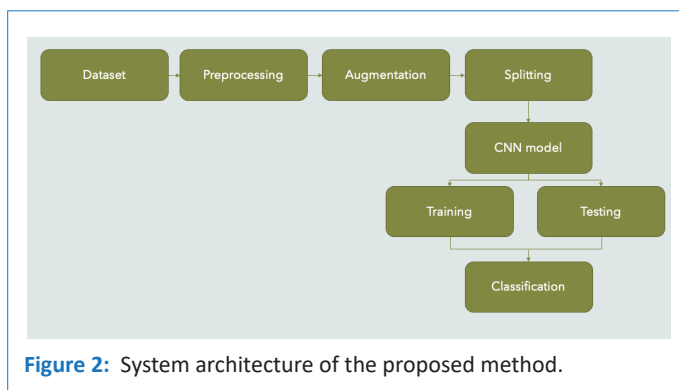 Dataset
Preprocessing
Augmentation
Splitting
CNN model
Training
Testing
Classification
Figure 2: System architecture of the proposed method.